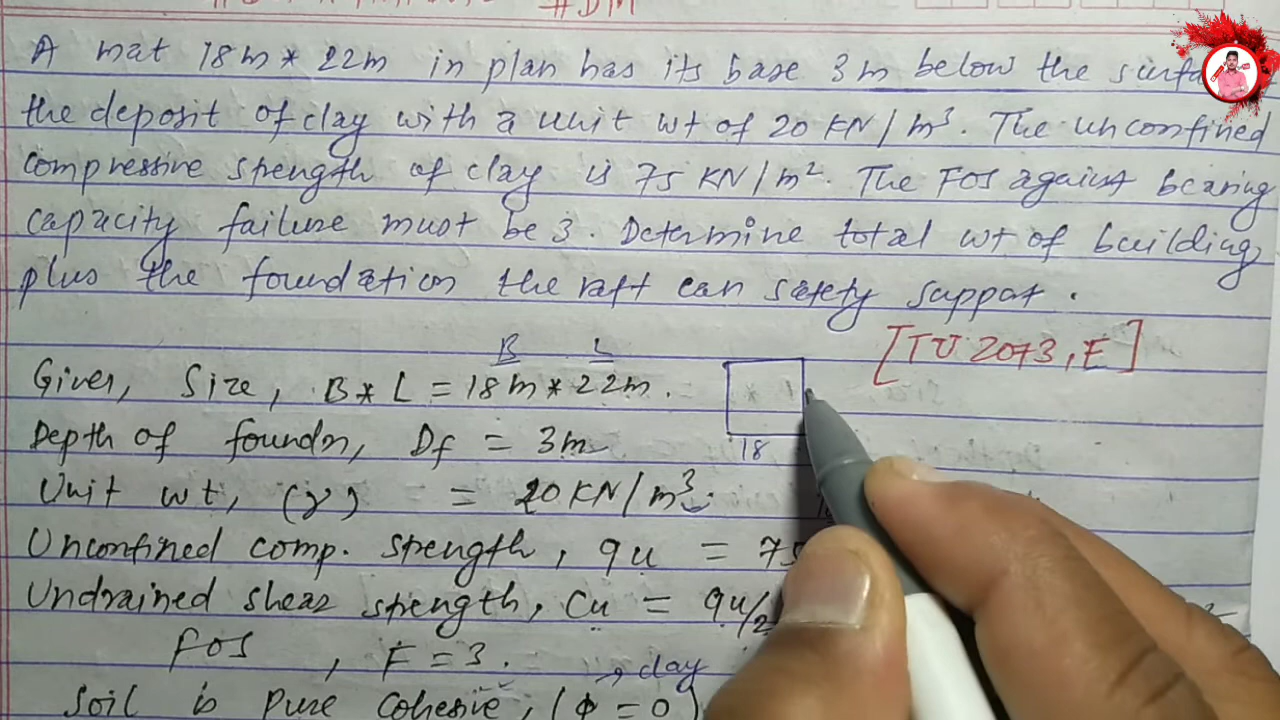 #DM
A mat 18m * 22m in plan has its base 3m below the
the deposit of clay with a unit wt of 20 KN/m³. The unconfined
compressive strength of clay is 75 KN/m². The FOS against bearing
capacity failure must be 3. Determine total wt of building
plus the foundation the raft can safety support.
[TU 2073, E]
B L
Given, Size, B * L = 18m * 22m.
18
Depth of foundn, Df = 3m
Unit wt, (γ) = 20 KN/m³.
Unconfined comp. strength, qu = 75
Undrained shear strength, Cu = qu/2
FOS, F = 3.
→ clay
Soil is pure cohesive, (ϕ = 0)